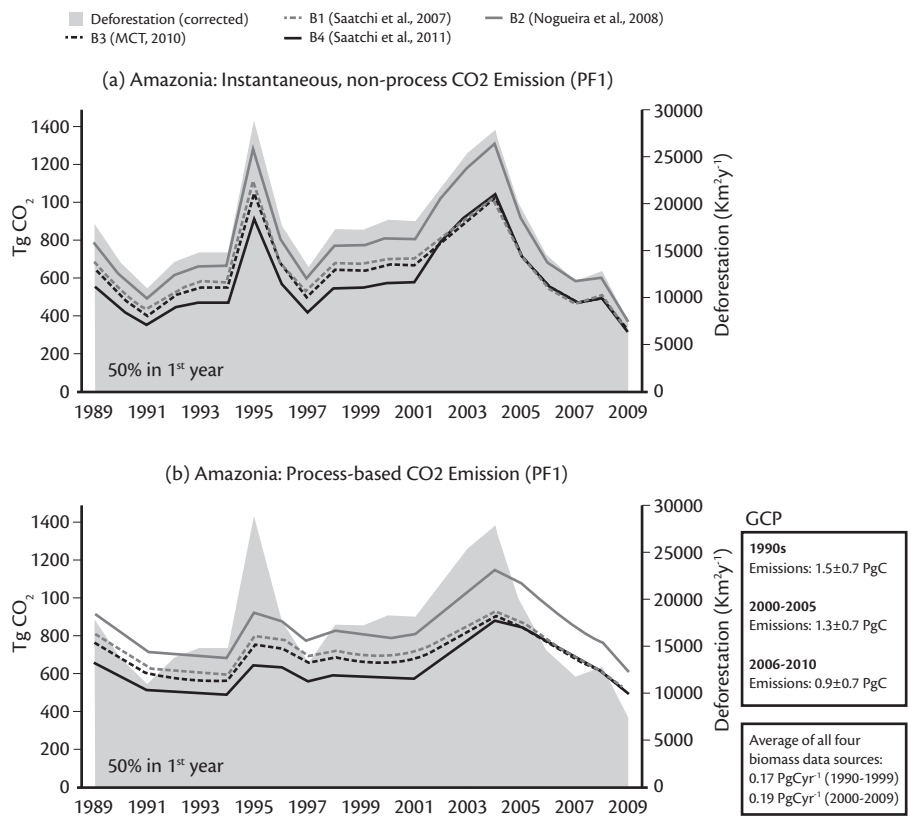 Deforestation (corrected) B1 (Saatchi et al., 2007) B2 (Nogueira et al., 2008)
B3 (MCT, 2010) B4 (Saatchi et al., 2011)
(a) Amazonia: Instantaneous, non-process CO2 Emission (PF1)
1400
1200
100
800
600
400
200
0
Tg CO₂
30000
25000
20000
15000
10000
5000
0
Deforestation (Km²y⁻¹)
50% in 1ˢᵗ year
1989 1991 1993 1995 1997 1999 2001 2003 2005 2007 2009
(b) Amazonia: Process-based CO2 Emission (PF1)
1400
1200
100
800
600
400
200
0
Tg CO₂
30000
25000
20000
15000
10000
5000
0
Deforestation (Km²y⁻¹)
50% in 1ˢᵗ year
1989 1991 1993 1995 1997 1999 2001 2003 2005 2007 2009
GCP
1990s
Emissions: 1.5±0.7 PgC
2000-2005
Emissions: 1.3±0.7 PgC
2006-2010
Emissions: 0.9±0.7 PgC
Average of all four
biomass data sources:
0.17 PgCyr⁻¹ (1990-1999)
0.19 PgCyr⁻¹ (2000-2009)